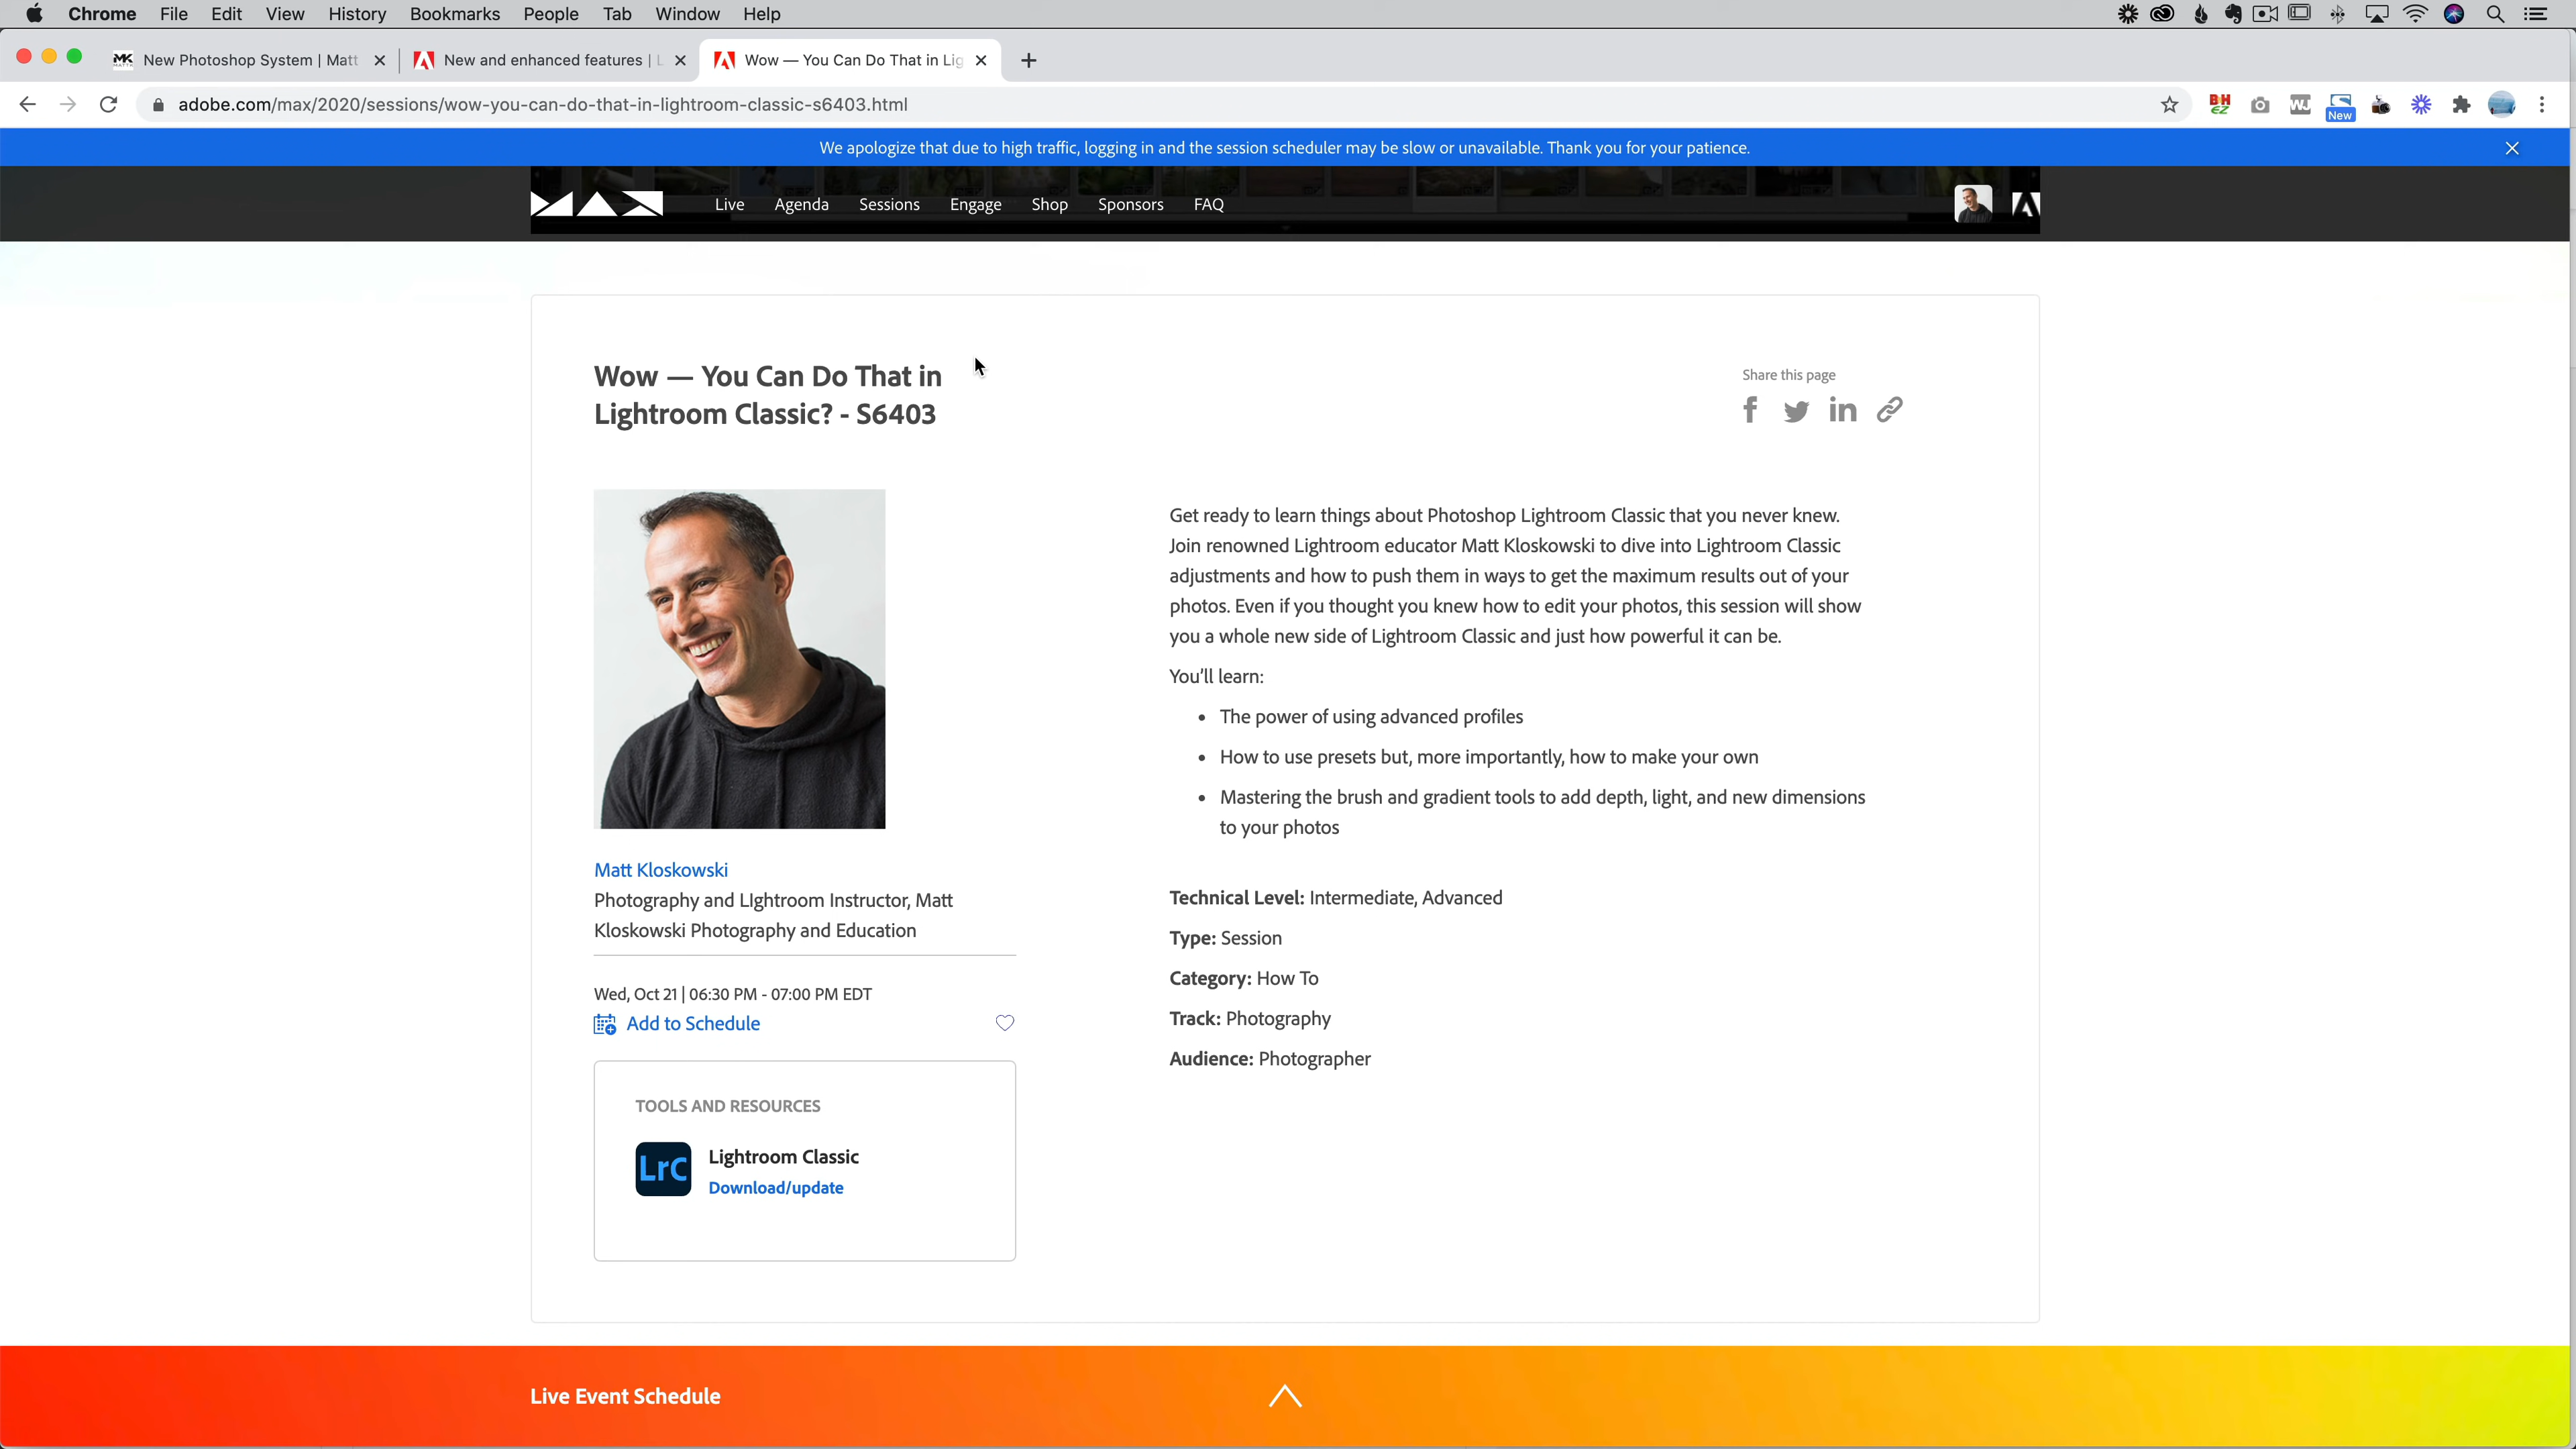 Chrome File Edit View History Bookmarks People Tab Window Help
MK New Photoshop System | Matt
New and enhanced features | L
Wow — You Can Do That in Lig
adobe.com/max/2020/sessions/wow-you-can-do-that-in-lightroom-classic-s6403.html
BH EZ
WJ
New
We apologize that due to high traffic, logging in and the session scheduler may be slow or unavailable. Thank you for your patience.
MAX Live Agenda Sessions Engage Shop Sponsors FAQ
Wow — You Can Do That in
Lightroom Classic? - S6403
Share this page
Get ready to learn things about Photoshop Lightroom Classic that you never knew.
Join renowned Lightroom educator Matt Kloskowski to dive into Lightroom Classic
adjustments and how to push them in ways to get the maximum results out of your
photos. Even if you thought you knew how to edit your photos, this session will show
you a whole new side of Lightroom Classic and just how powerful it can be.
You'll learn:
• The power of using advanced profiles
• How to use presets but, more importantly, how to make your own
• Mastering the brush and gradient tools to add depth, light, and new dimensions
to your photos
Matt Kloskowski
Photography and LIghtroom Instructor, Matt
Kloskowski Photography and Education
Wed, Oct 21 | 06:30 PM - 07:00 PM EDT
Add to Schedule
Technical Level: Intermediate, Advanced
Type: Session
Category: How To
Track: Photography
Audience: Photographer
TOOLS AND RESOURCES
LrC Lightroom Classic
Download/update
Live Event Schedule